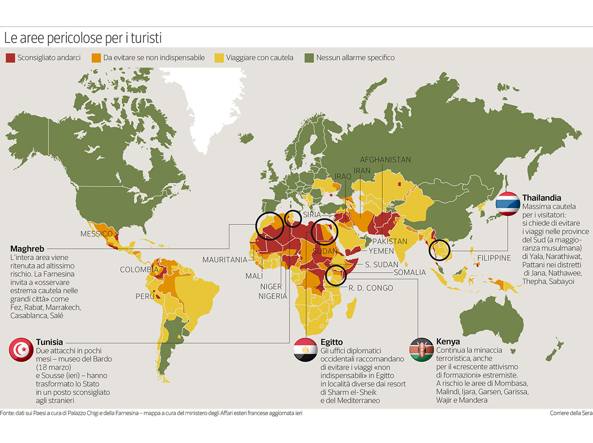 Le aree pericolose per i turisti
Sconsigliato andarci
Da evitare se non indispensabile
Viaggiare con cautela
Nessun allarme specifico
AFGHANISTAN
IRAN
IRAQ
SIRIA
MESSICO
SUDAN
PAKISTAN
YEMEN
MAURITANIA
COLOMBIA
S. SUDAN
SOMALIA
FILIPPINE
MALI
NIGER
NIGERIA
PERÙ
R. D. CONGO
Thailandia
Massima cautela
per i visitatori:
si chiede di evitare
i viaggi nelle province
del Sud (a maggio-
ranza musulmana)
di Yala, Narathiwat,
Pattani nei distretti
di Jana, Nathawee,
Thepha, Sabayoi
Maghreb
L'intera area viene
ritenuta ad altissimo
rischio. La Farnesina
invita a «osservare
estrema cautela nelle
grandi città» come
Fez, Rabat, Marrakech,
Casablanca, Salé
Tunisia
Due attacchi in pochi
mesi – museo del Bardo
(18 marzo)
e Sousse (ieri) – hanno
trasformato lo Stato
in un posto sconsigliato
agli stranieri
Egitto
Gli uffici diplomatici
occidentali raccomandano
di evitare i viaggi «non
indispensabili» in Egitto
in località diverse dai resort
di Sharm el-Sheik
e del Mediterraneo
Kenya
Continua la minaccia
terroristica, anche
per il «crescente attivismo
di formazioni» estremiste.
A rischio le aree di Mombasa,
Malindi, Ijara, Garsen, Garissa,
Wajir e Mandera
Fonte: dati sui Paesi a cura di Palazzo Chigi e della Farnesina – mappa a cura del ministero degli Affari esteri francese aggiornata ieri
Corriere della Sera